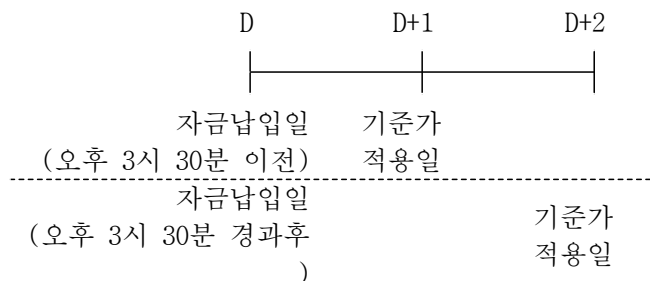 D D+1 D+2
자금납입일 기준가
(오후 3시 30분 이전) 적용일
자금납입일
(오후 3시 30분 경과후
)
기준가
적용일